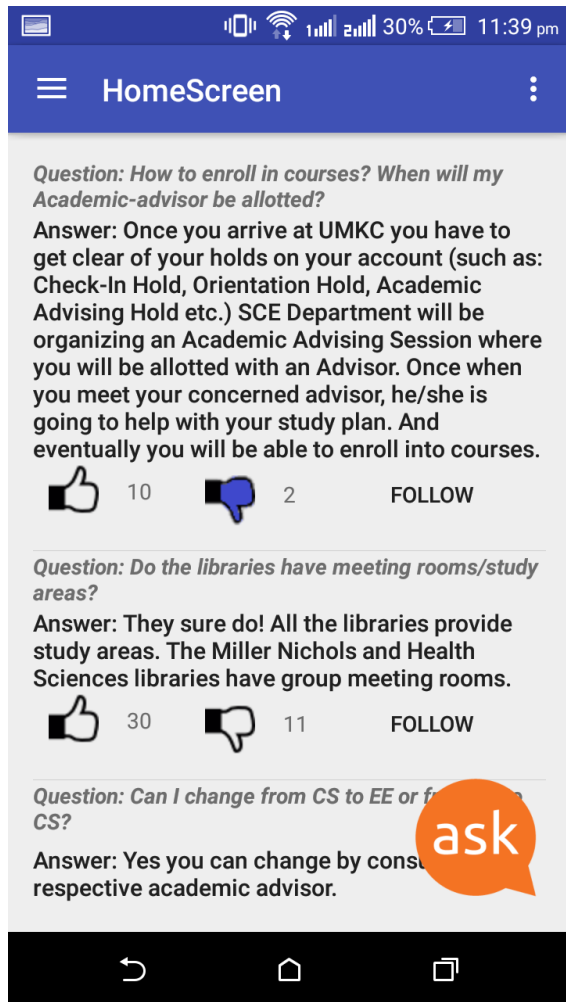 30% 11:39 pm
HomeScreen
Question: How to enroll in courses? When will my
Academic-advisor be allotted?
Answer: Once you arrive at UMKC you have to
get clear of your holds on your account (such as:
Check-In Hold, Orientation Hold, Academic
Advising Hold etc.) SCE Department will be
organizing an Academic Advising Session where
you will be allotted with an Advisor. Once when
you meet your concerned advisor, he/she is
going to help with your study plan. And
eventually you will be able to enroll into courses.
10 2 FOLLOW
Question: Do the libraries have meeting rooms/study
areas?
Answer: They sure do! All the libraries provide
study areas. The Miller Nichols and Health
Sciences libraries have group meeting rooms.
30 11 FOLLOW
Question: Can I change from CS to EE or
CS?
ask
Answer: Yes you can change by
respective academic advisor.